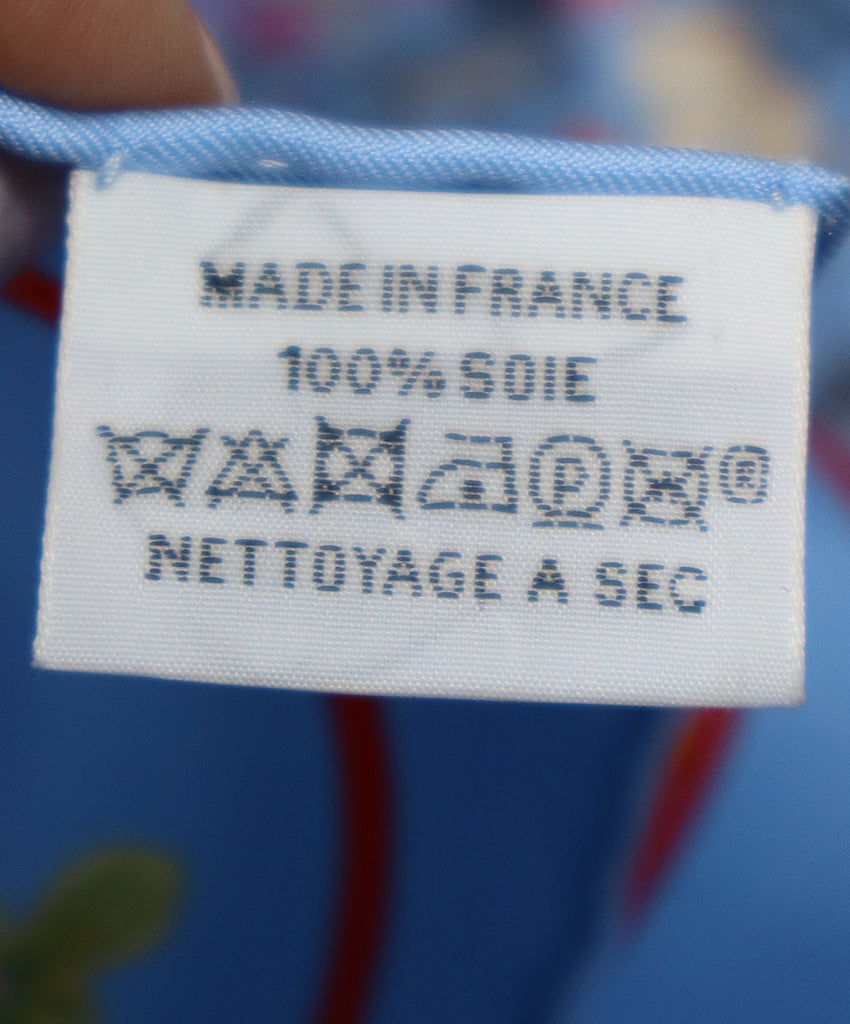 MADE IN FRANCE
100% SOIE
P ®
NETTOYAGE A SEC